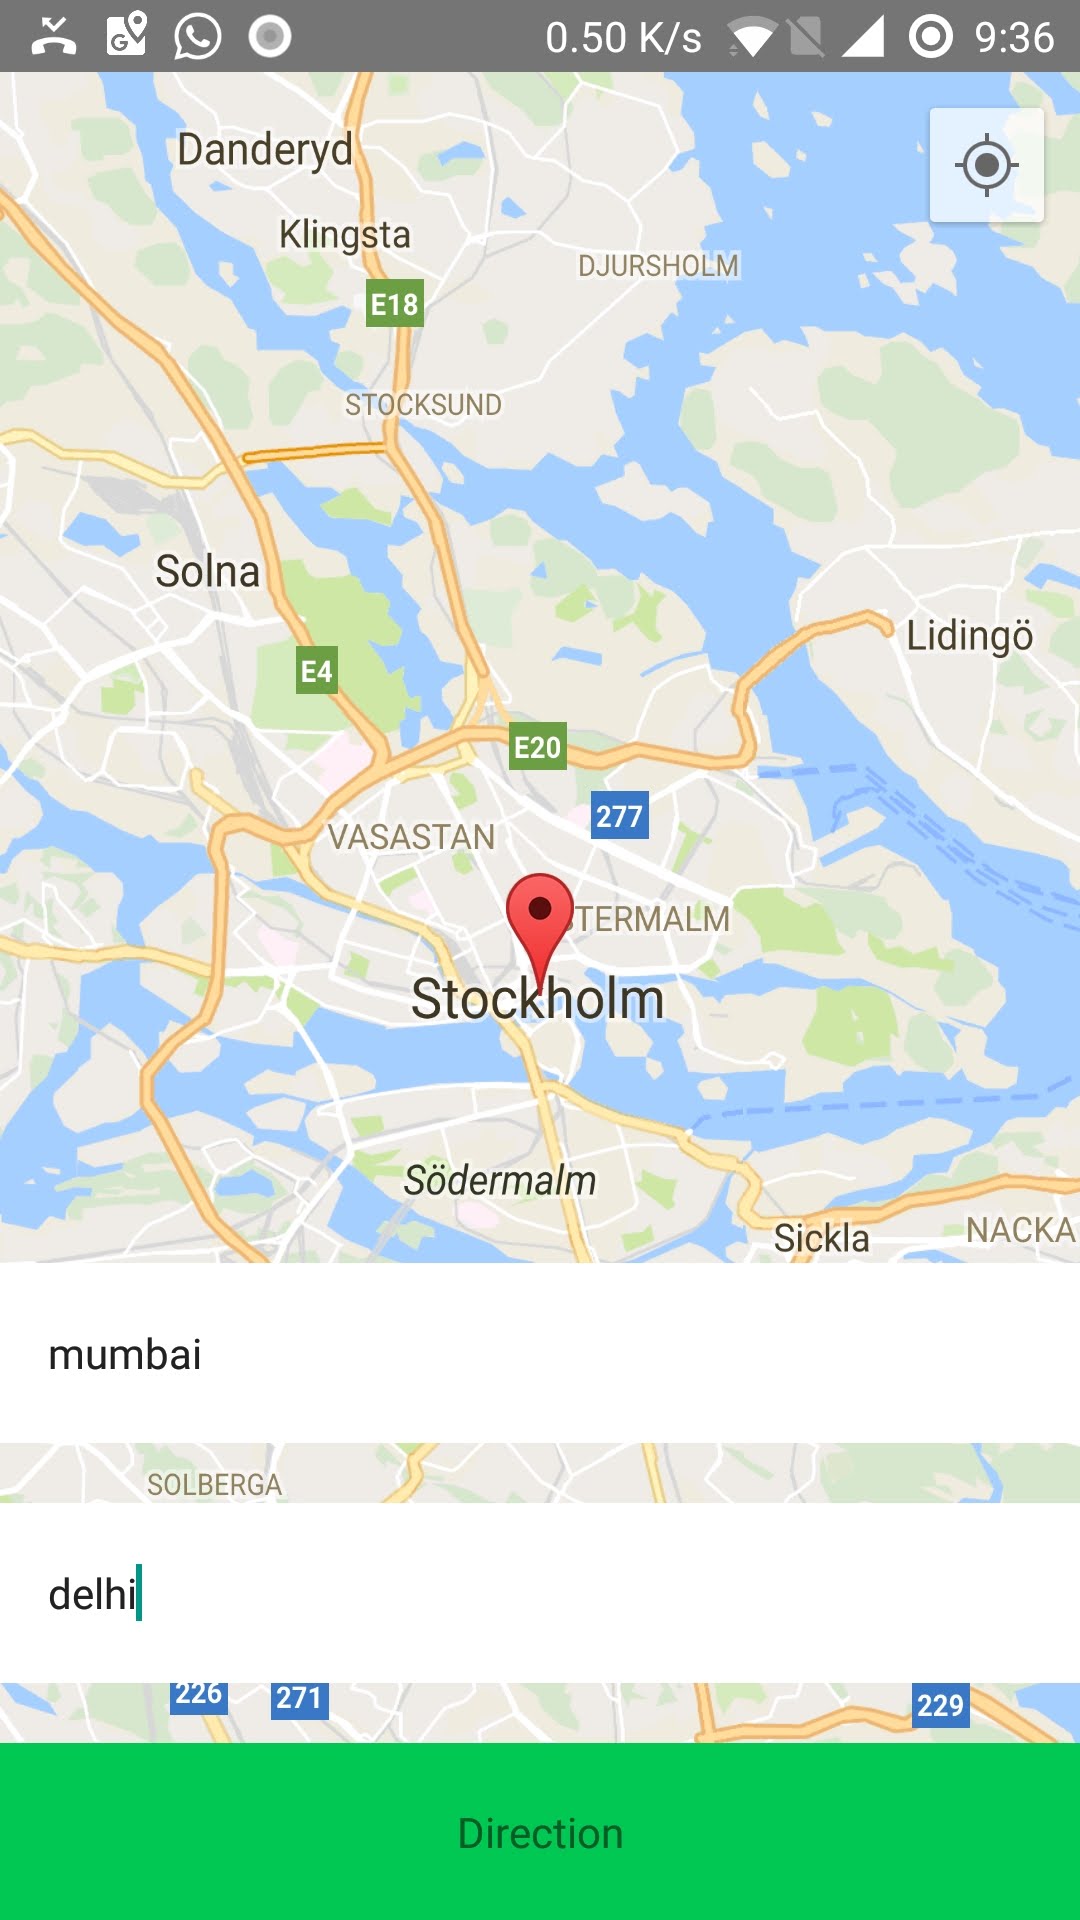 0.50 K/s 9:36
Danderyd
Klingsta
DJURSHOLM
E18
STOCKSUND
Solna
Lidingö
E4
E20
277
VASASTAN
TERMALM
Stockholm
Södermalm
Sickla
NACKA
mumbai
SOLBERGA
delhi
226
271
229
Direction